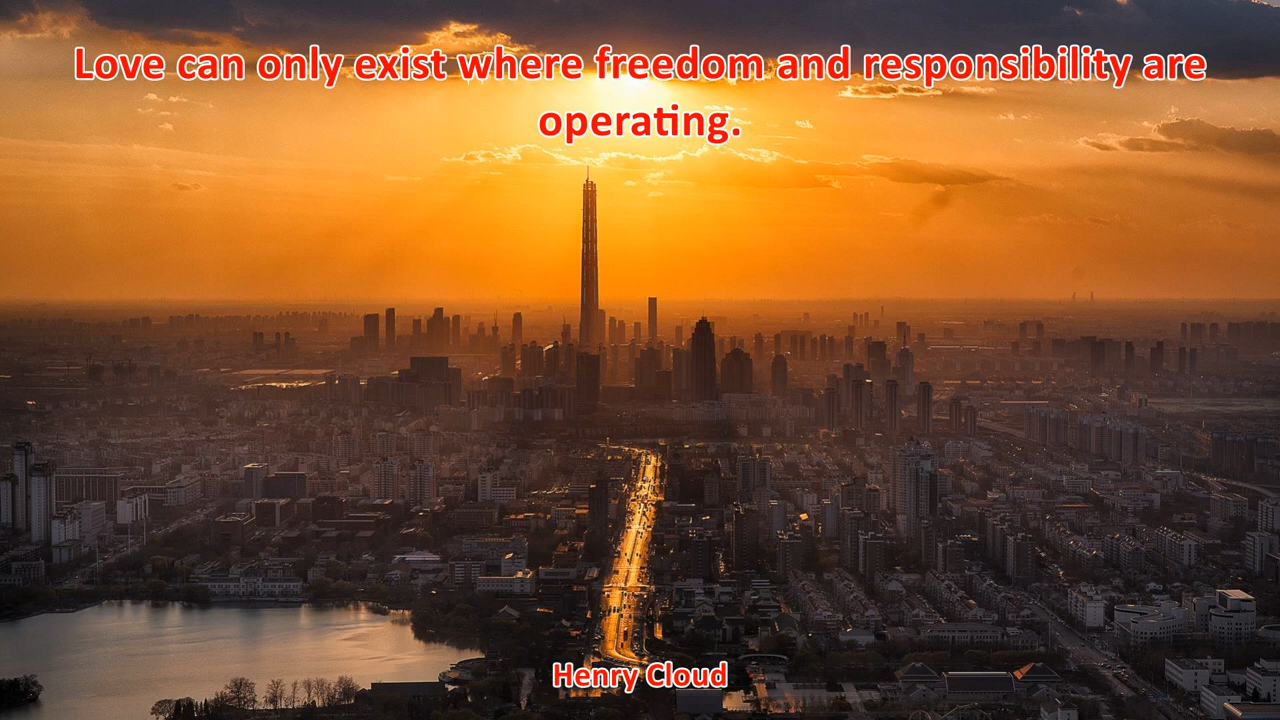 Love can only exist where freedom and responsibility are
operating.
Henry Cloud